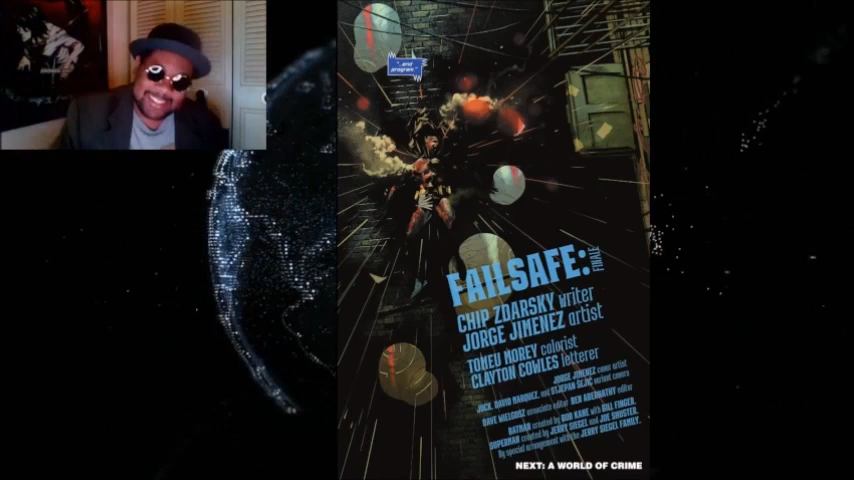 "...end
program."
FAILSAFE:
FINALE
CHIP ZDARSKY writer
JORGE JIMENEZ artist
TOMEU MOREY colorist
CLAYTON COWLES letterer
JORGE JIMENEZ cover artist
JOCK, DAVID MARQUEZ, and STJEPAN ŠEJIĆ variant covers
DAVE WIELGOSZ associate editor BEN ABERNATHY editor
BATMAN created by BOB KANE with BILL FINGER.
SUPERMAN created by JERRY SIEGEL and JOE SHUSTER.
By special arrangement with the JERRY SIEGEL FAMILY.
NEXT: A WORLD OF CRIME